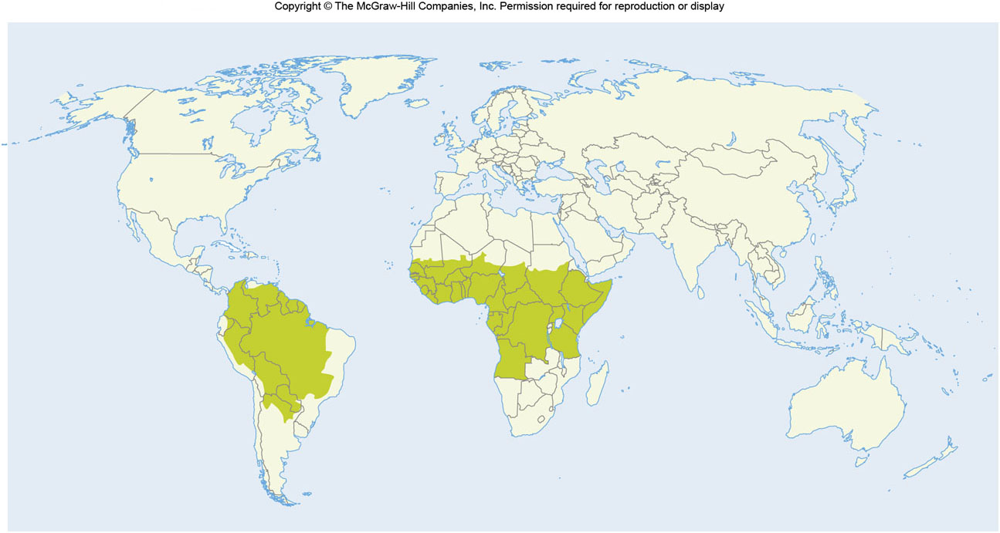 Copyright © The McGraw-Hill Companies, Inc. Permission required for reproduction or display